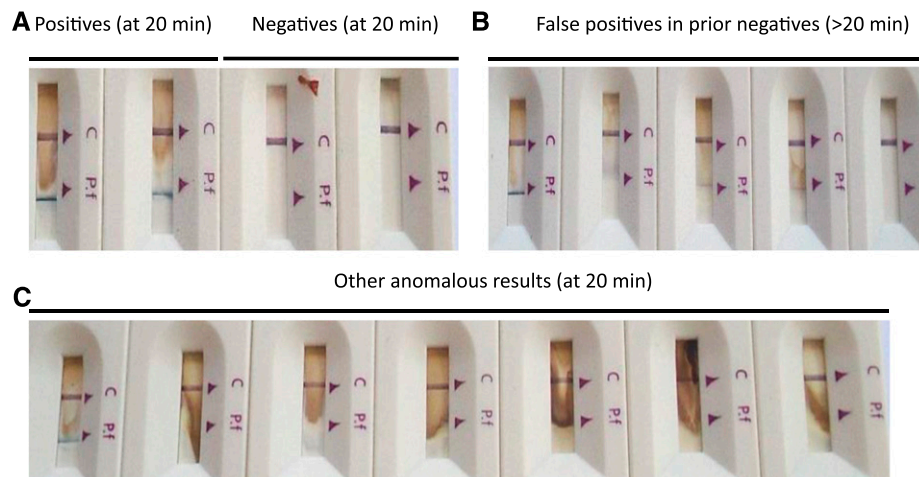 A Positives (at 20 min) Negatives (at 20 min)
C P.f
C P.f
C P.f
C P.f
B False positives in prior negatives (>20 min)
C P.f
C P.f
C P.f
C P.f
C Other anomalous results (at 20 min)
C P.f
C P.f
C P.f
C P.f
C P.f
C P.f
C P.f